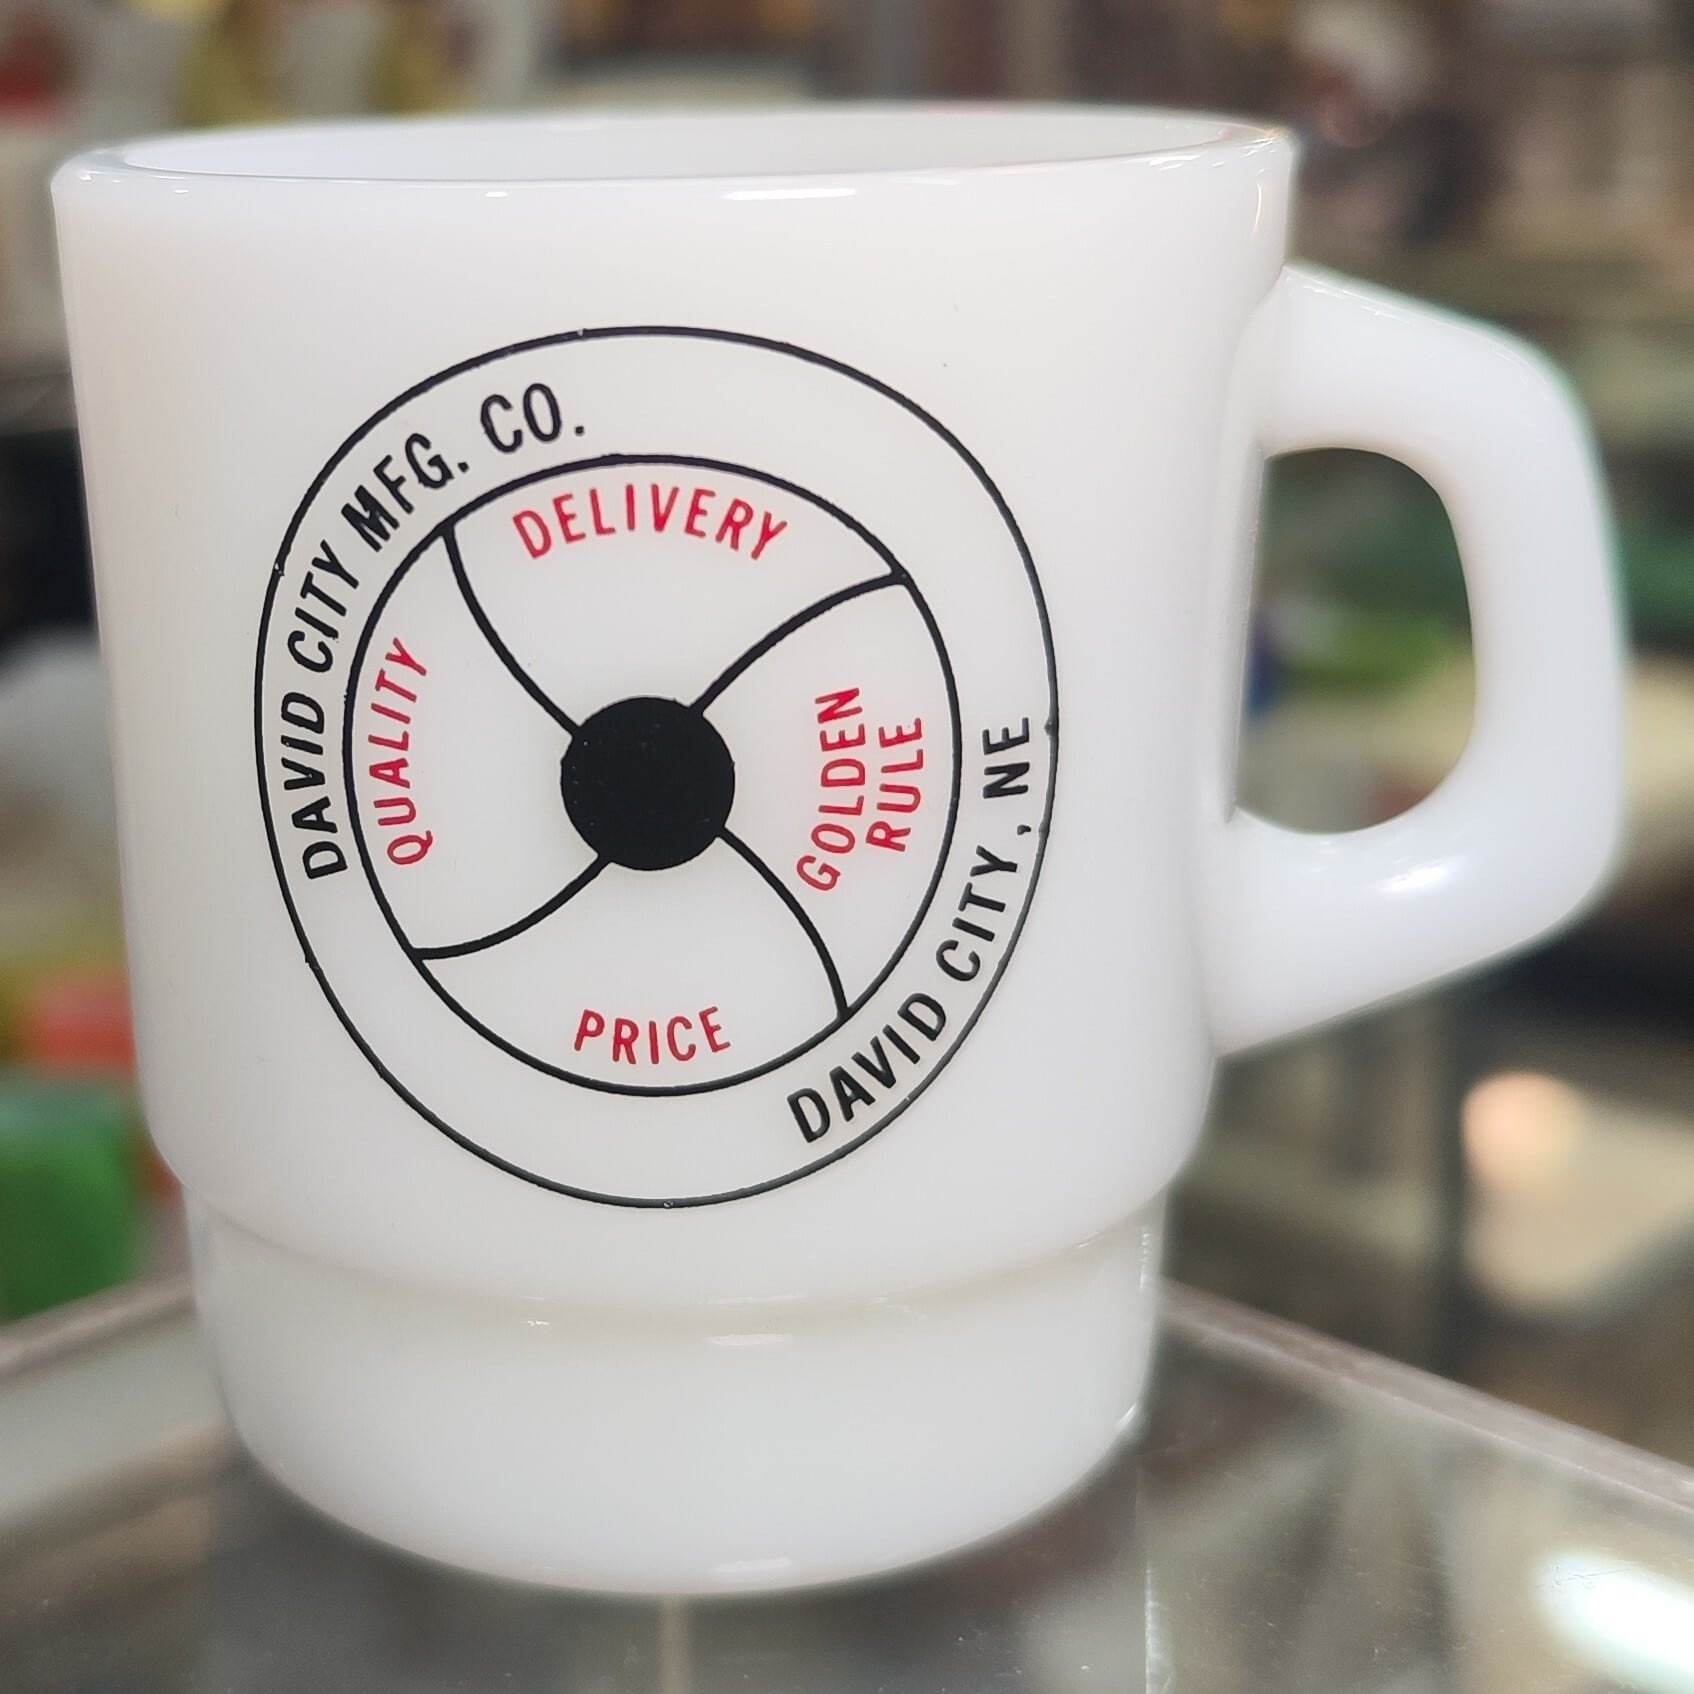 DAVID CITY MFG. CO.
DELIVERY
QUALITY
GOLDEN
RULE
PRICE
DAVID CITY, NE